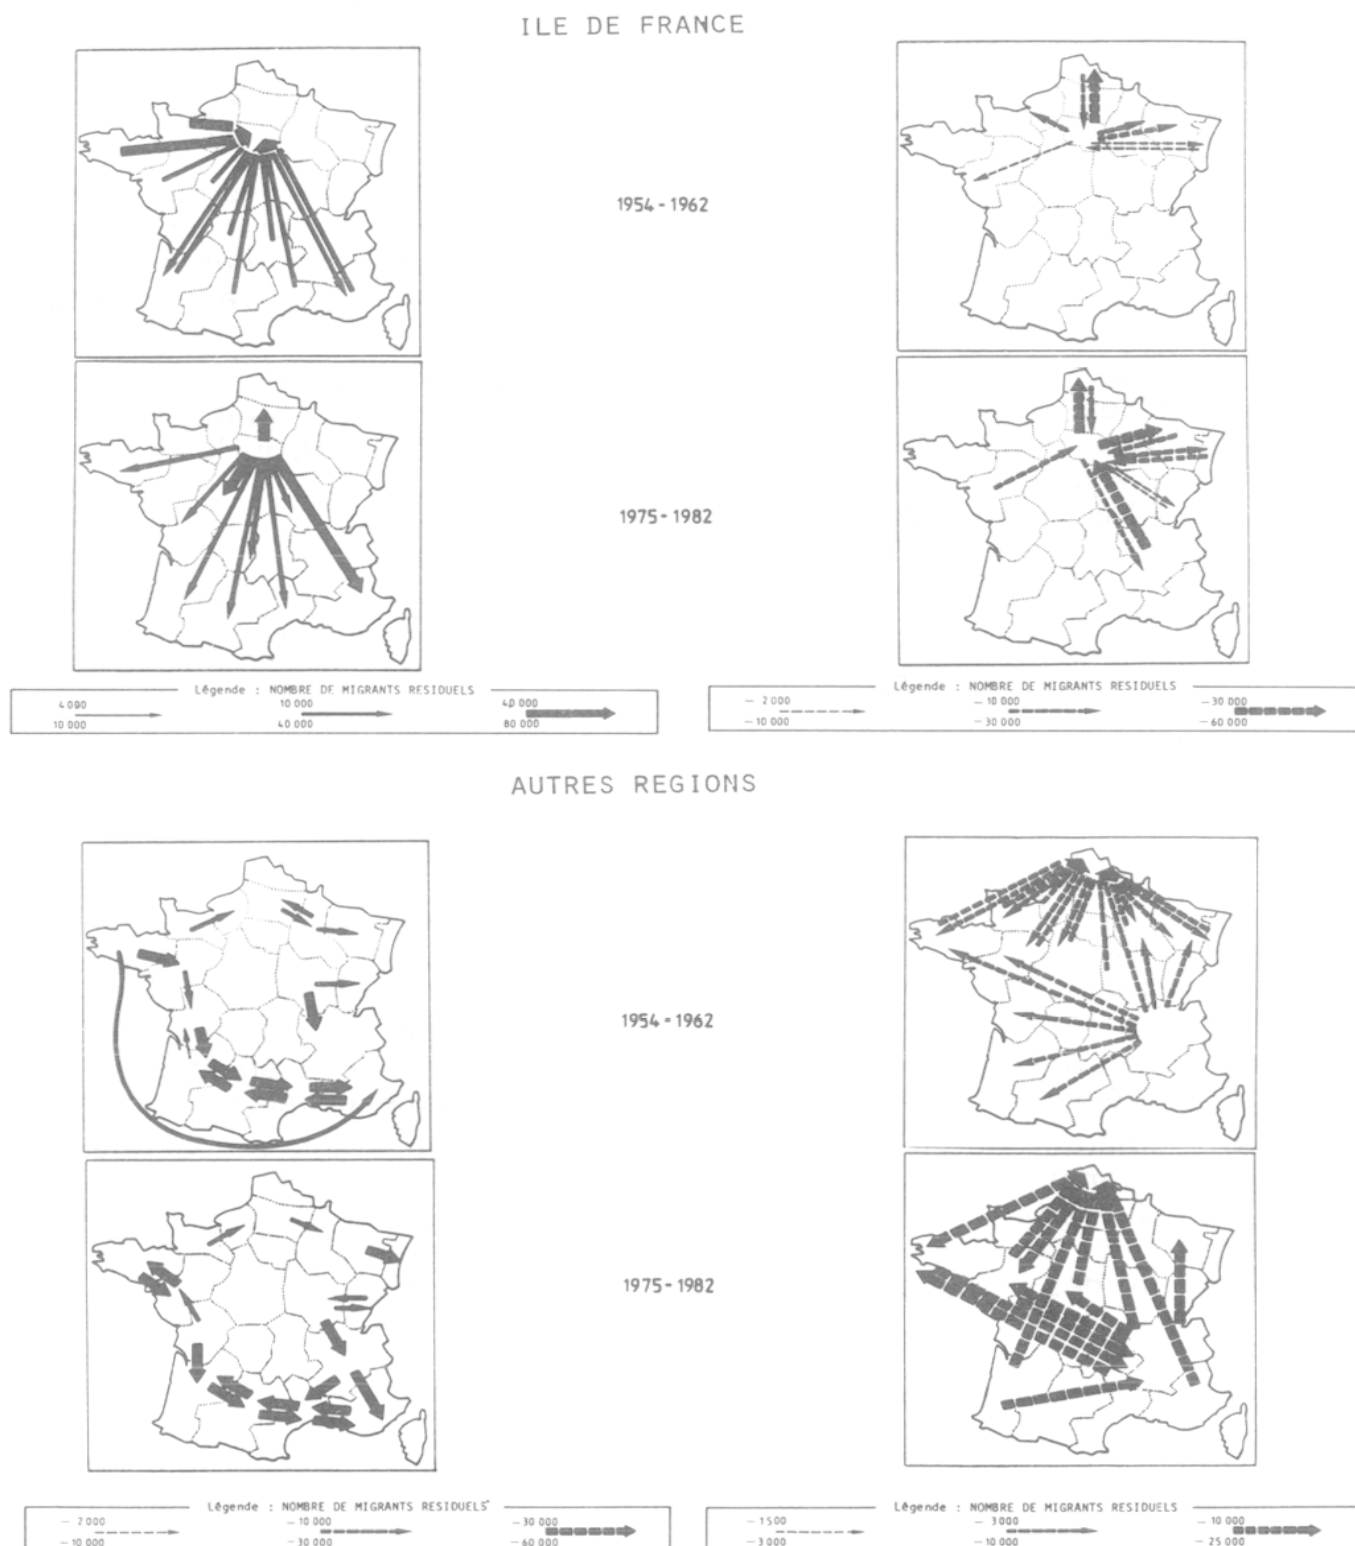 ILE DE FRANCE
1954-1962
1975-1982
Légende : NOMBRE DE MIGRANTS RESIDUELS
4 000 10 000 40 000
10 000 40 000 80 000
Légende : NOMBRE DE MIGRANTS RESIDUELS
— 2 000 — 10 000 — 30 000
— 10 000 — 30 000 — 60 000
AUTRES REGIONS
1954-1962
1975-1982
Légende : NOMBRE DE MIGRANTS RESIDUELS
— 2 000 — 10 000 — 30 000
— 10 000 — 30 000 — 60 000
Légende : NOMBRE DE MIGRANTS RESIDUELS
— 1 500 — 3 000 — 10 000
— 3 000 — 10 000 — 25 000